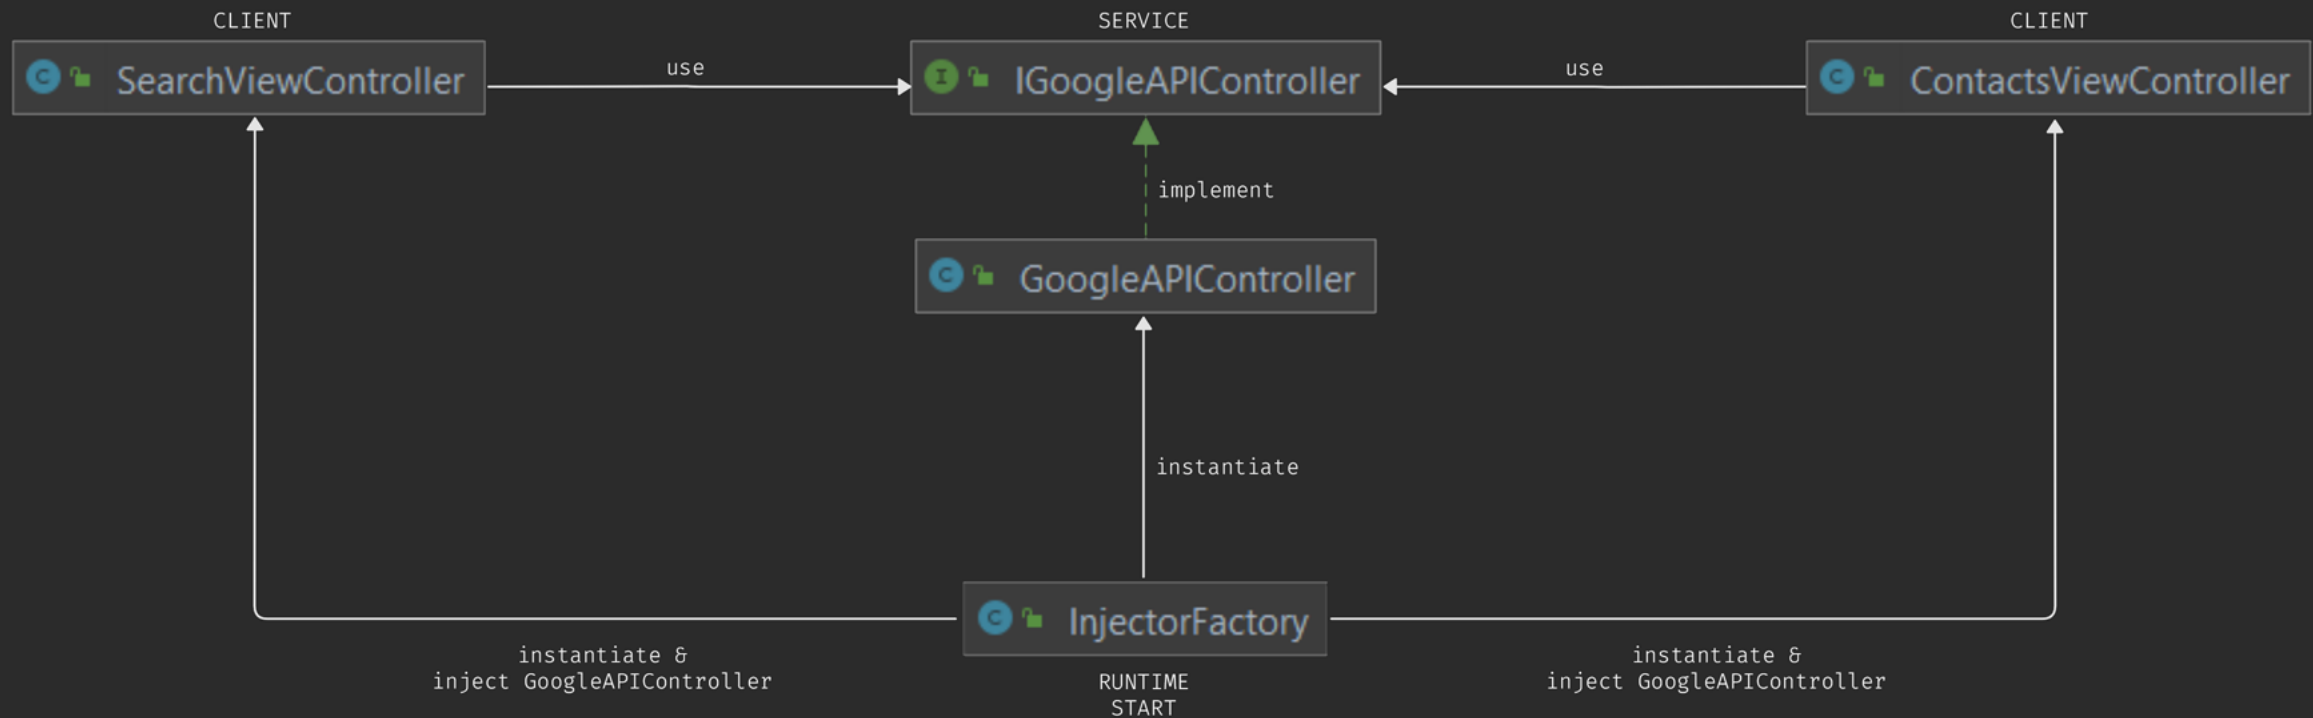 CLIENT
SERVICE
CLIENT
C SearchViewController
use
I IGoogleAPIController
use
C ContactsViewController
implement
C GoogleAPIController
instantiate
C InjectorFactory
instantiate &
inject GoogleAPIController
RUNTIME
START
instantiate &
inject GoogleAPIController